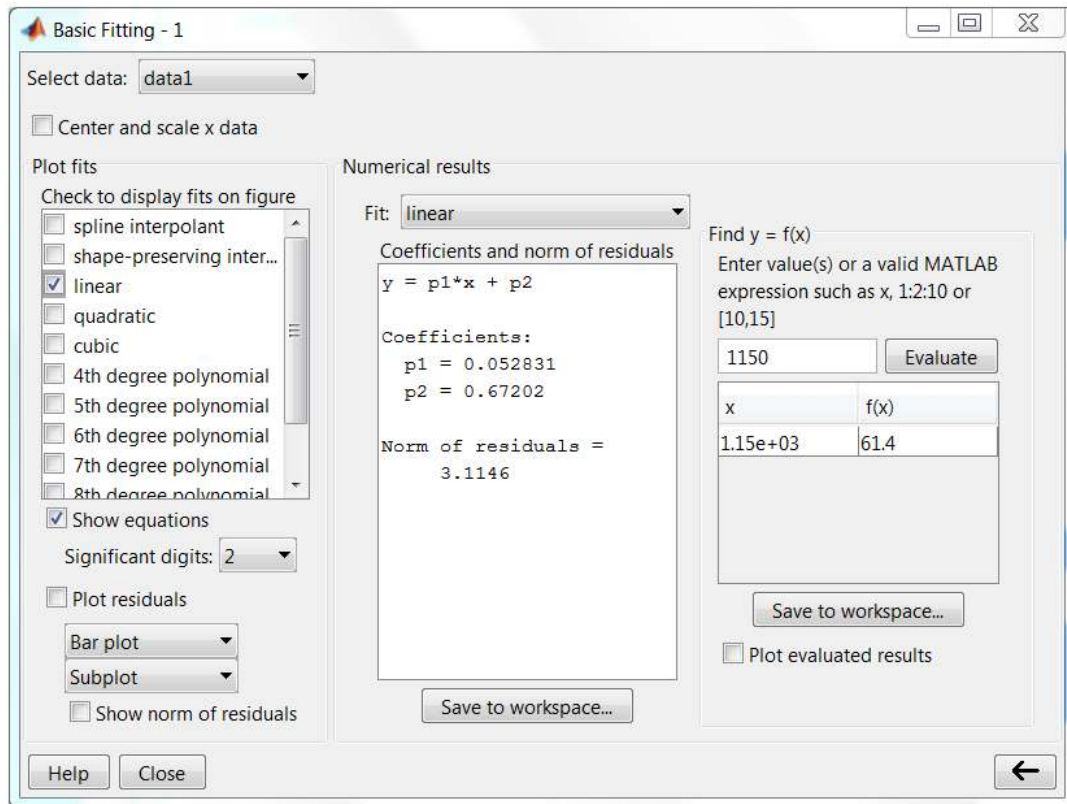 Basic Fitting - 1
Select data: data1
Center and scale x data
Plot fits
Check to display fits on figure
spline interpolant
shape-preserving inter...
linear
quadratic
cubic
4th degree polynomial
5th degree polynomial
6th degree polynomial
7th degree polynomial
8th degree polynomial
Show equations
Significant digits: 2
Plot residuals
Bar plot
Subplot
Show norm of residuals
Numerical results
Fit: linear
Coefficients and norm of residuals
y = p1*x + p2
Coefficients:
p1 = 0.052831
p2 = 0.67202
Norm of residuals =
3.1146
Save to workspace...
Find y = f(x)
Enter value(s) or a valid MATLAB
expression such as x, 1:2:10 or
[10,15]
1150 Evaluate
x f(x)
1.15e+03 61.4
Save to workspace...
Plot evaluated results
Help Close